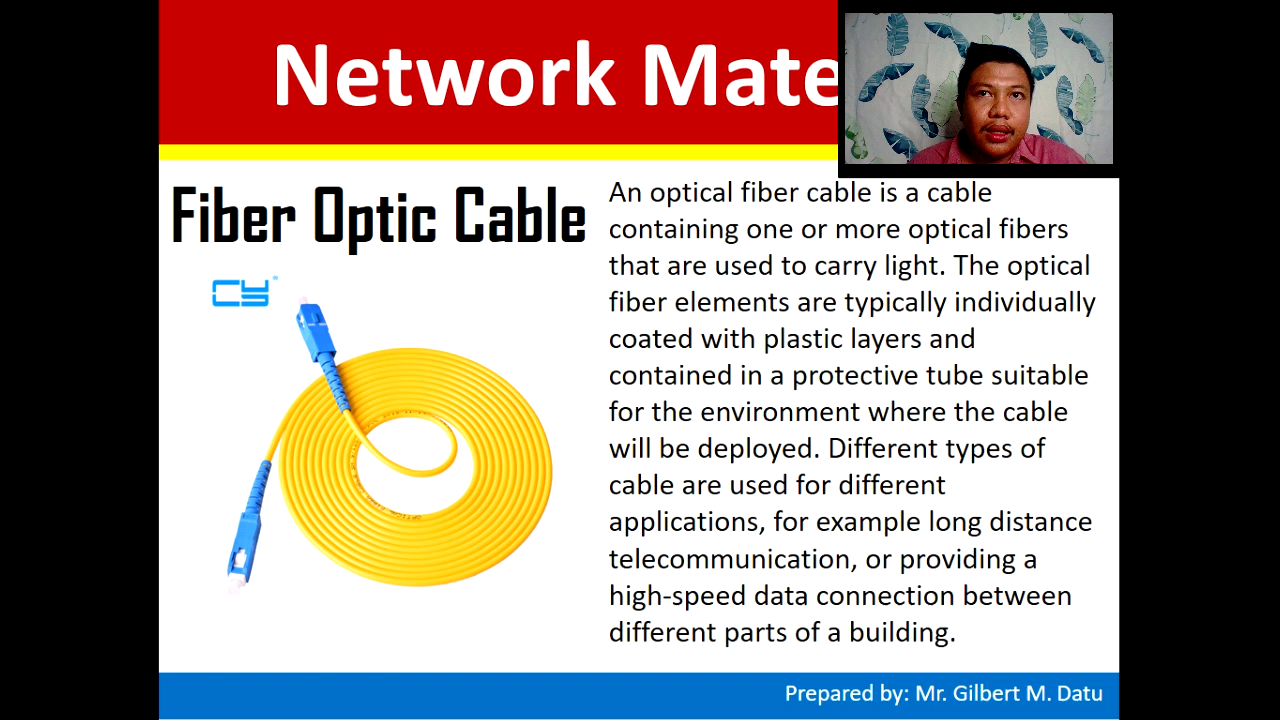 Network Mate
Fiber Optic Cable
CYS
An optical fiber cable is a cable
containing one or more optical fibers
that are used to carry light. The optical
fiber elements are typically individually
coated with plastic layers and
contained in a protective tube suitable
for the environment where the cable
will be deployed. Different types of
cable are used for different
applications, for example long distance
telecommunication, or providing a
high-speed data connection between
different parts of a building.
Prepared by: Mr. Gilbert M. Datu